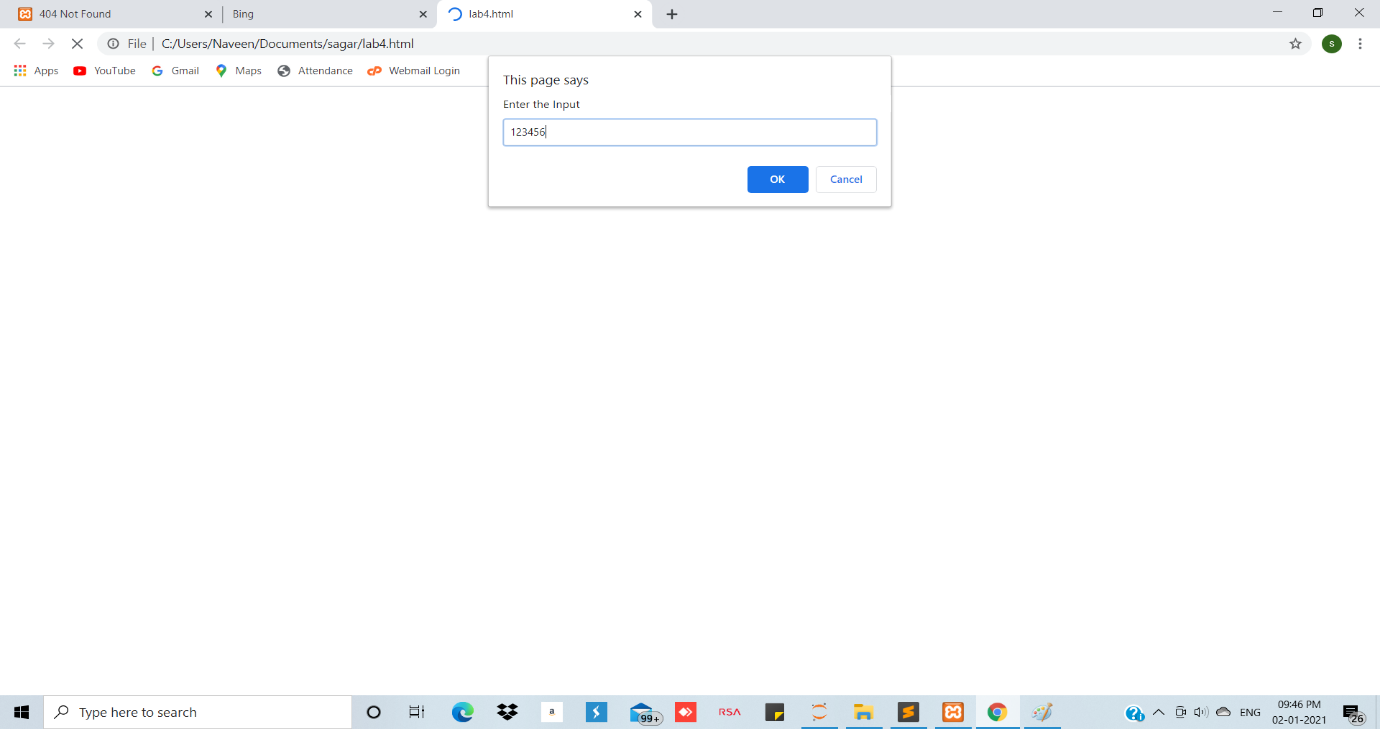 404 Not Found
Bing
lab4.html
File | C:/Users/Naveen/Documents/sagar/lab4.html
S
Apps
YouTube
Gmail
Maps
Attendance
Webmail Login
This page says
Enter the Input
123456
OK
Cancel
Type here to search
a
99+
RSA
ENG
09:46 PM
02-01-2021
26